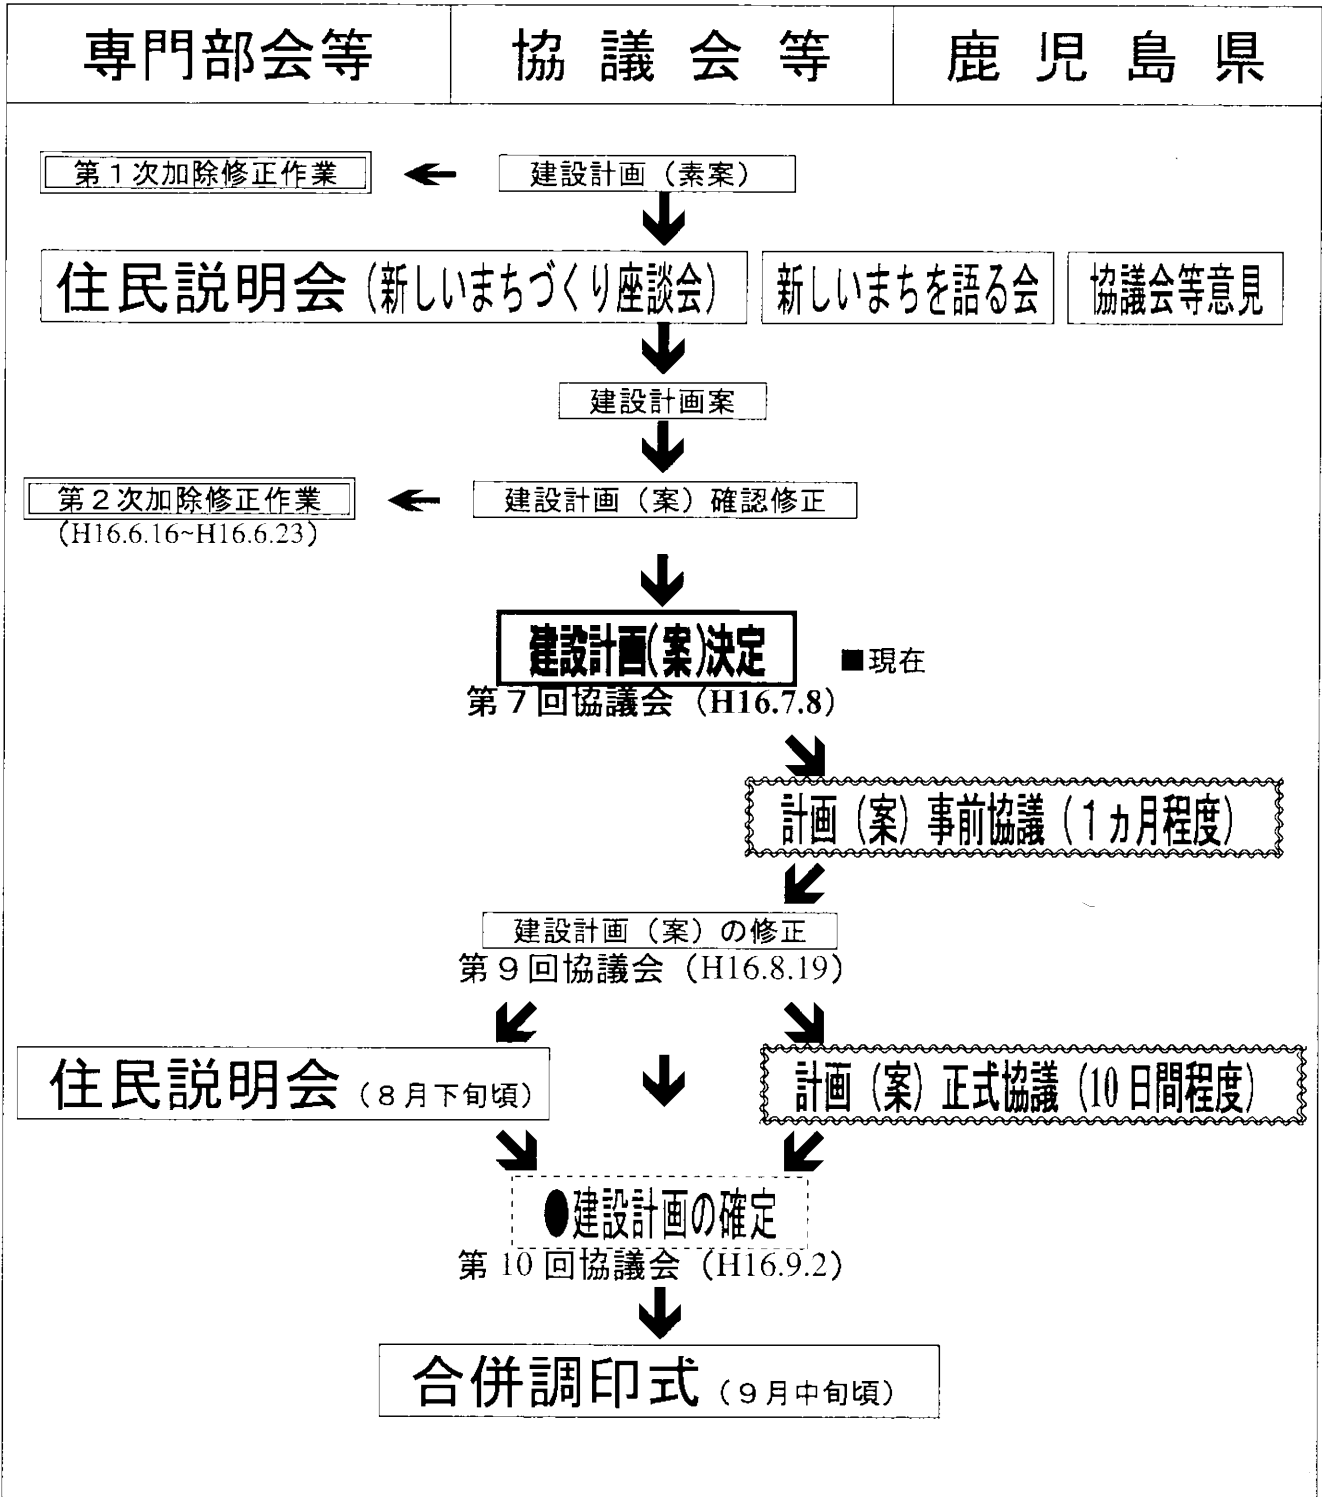 専門部会等
協議会等
鹿児島県
第1次加除修正作業
建設計画（素案）
住民説明会（新しいまちづくり座談会）
新しいまちを語る会
協議会等意見
建設計画案
第2次加除修正作業
建設計画（案）確認修正
（H16.6.16~H16.6.23）
建設計画（案）決定
■現在
第7回協議会（H16.7.8）
計画（案）事前協議（1ヵ月程度）
建設計画（案）の修正
第9回協議会（H16.8.19）
住民説明会（8月下旬頃）
計画（案）正式協議（10日間程度）
●建設計画の確定
第10回協議会（H16.9.2）
合併調印式（9月中旬頃）